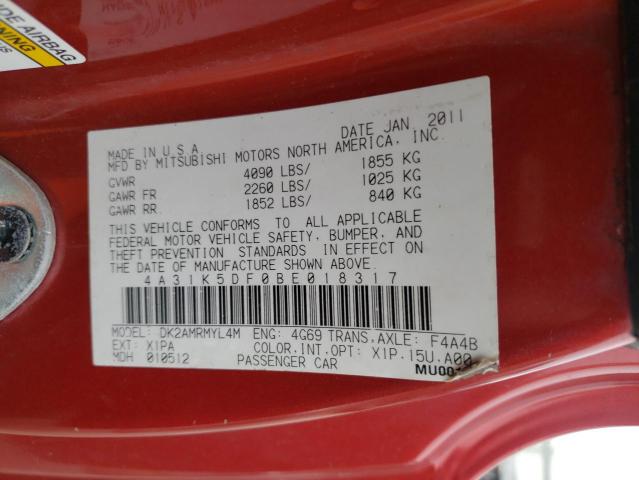 IDE AIRBAG
NING
DATE JAN 2011
MADE IN U.S.A.
MFD BY MITSUBISHI MOTORS NORTH AMERICA, INC.
GVWR 4090 LBS/ 1855 KG
GAWR FR 2260 LBS/ 1025 KG
GAWR RR. 1852 LBS/ 840 KG
THIS VEHICLE CONFORMS TO ALL APPLICABLE
FEDERAL MOTOR VEHICLE SAFETY, BUMPER, AND
THEFT PREVENTION STANDARDS IN EFFECT ON
THE DATE OF MANUFACTURE SHOWN ABOVE.
4A31K5DF0BE018317
MODEL: DK2AMRMYL4M ENG: 4G69 TRANS.AXLE: F4A4B
EXT: X1PA COLOR.INT.OPT: X1P.15U.A00
MDH 010512 PASSENGER CAR
MU00